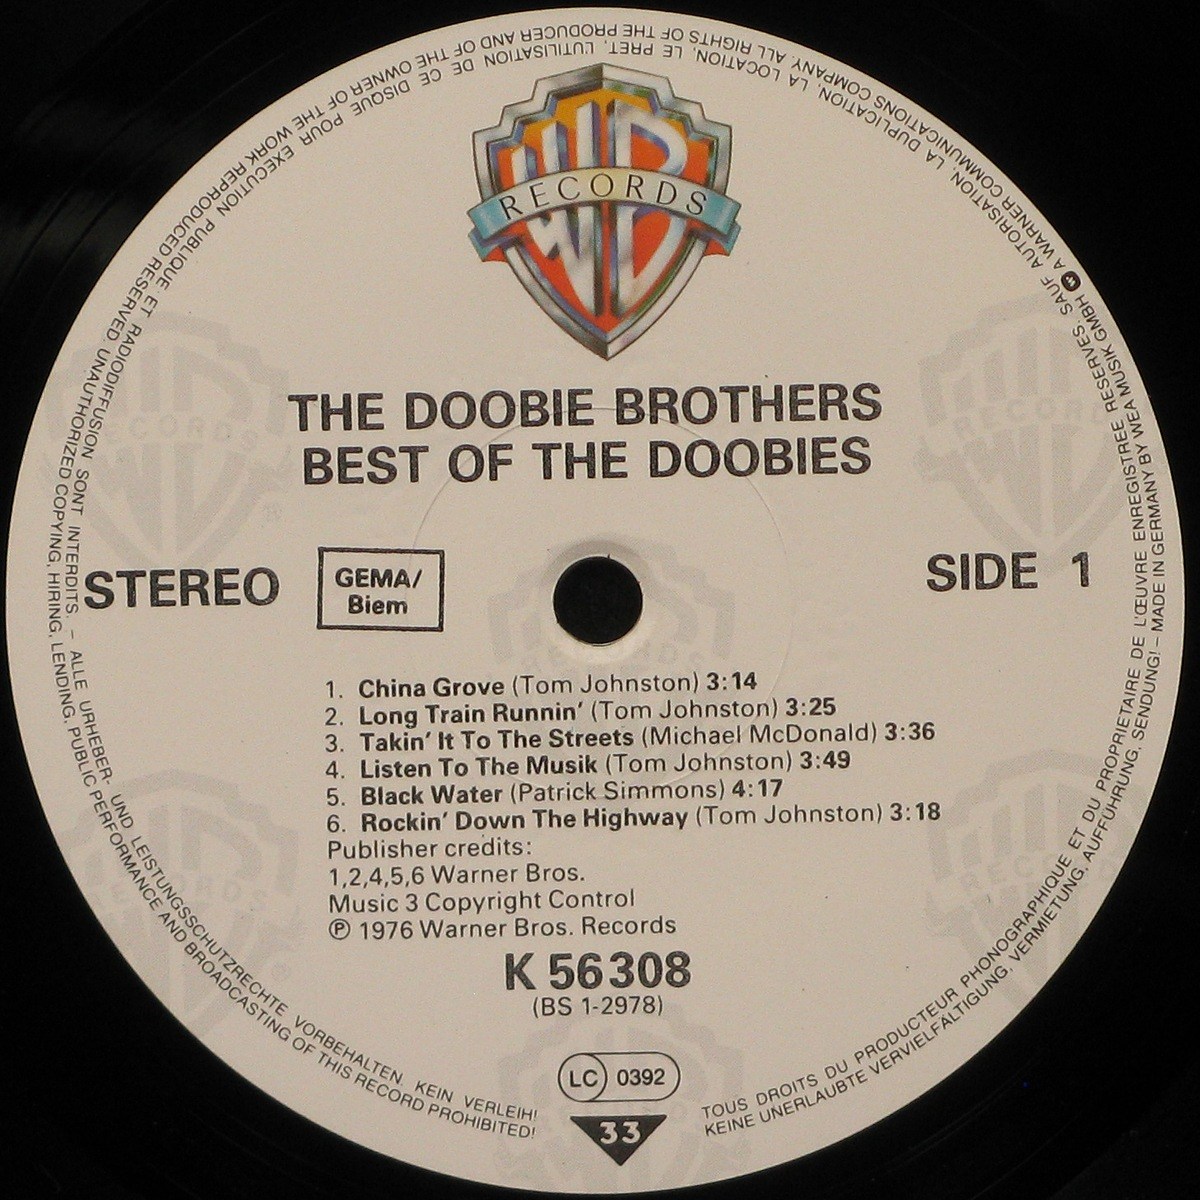 WB
RECORDS
THE DOOBIE BROTHERS
BEST OF THE DOOBIES
STEREO
GEMA/
Biem
SIDE 1
1. China Grove (Tom Johnston) 3:14
2. Long Train Runnin' (Tom Johnston) 3:25
3. Takin' It To The Streets (Michael McDonald) 3:36
4. Listen To The Musik (Tom Johnston) 3:49
5. Black Water (Patrick Simmons) 4:17
6. Rockin' Down The Highway (Tom Johnston) 3:18
Publisher credits:
1,2,4,5,6 Warner Bros.
Music 3 Copyright Control
℗ 1976 Warner Bros. Records
K 56308
(BS 1-2978)
LC 0392
33
TOUS DROITS DU PRODUCTEUR PHONOGRAPHIQUE ET DU PROPRIETAIRE DE L'ŒUVRE ENREGISTREE RESERVES. SAUF AUTORISATION, LA DUPLICATION, LA LOCATION, LE PRET, L'UTILISATION DE CE DISQUE POUR EXECUTION PUBLIQUE ET RADIODIFFUSION SONT INTERDITS. – ALLE URHEBER- UND LEISTUNGSSCHUTZRECHTE VORBEHALTEN. KEIN VERLEIH!
KEINE UNERLAUBTE VERVIELFÄLTIGUNG, VERMIETUNG, AUFFÜHRUNG, SENDUNG! – MADE IN GERMANY BY WEA MUSIK GMBH A WARNER COMMUNICATIONS COMPANY. ALL RIGHTS OF THE PRODUCER AND OF THE OWNER OF THE WORK REPRODUCED RESERVED. UNAUTHORIZED COPYING, HIRING, LENDING, PUBLIC PERFORMANCE AND BROADCASTING OF THIS RECORD PROHIBITED!